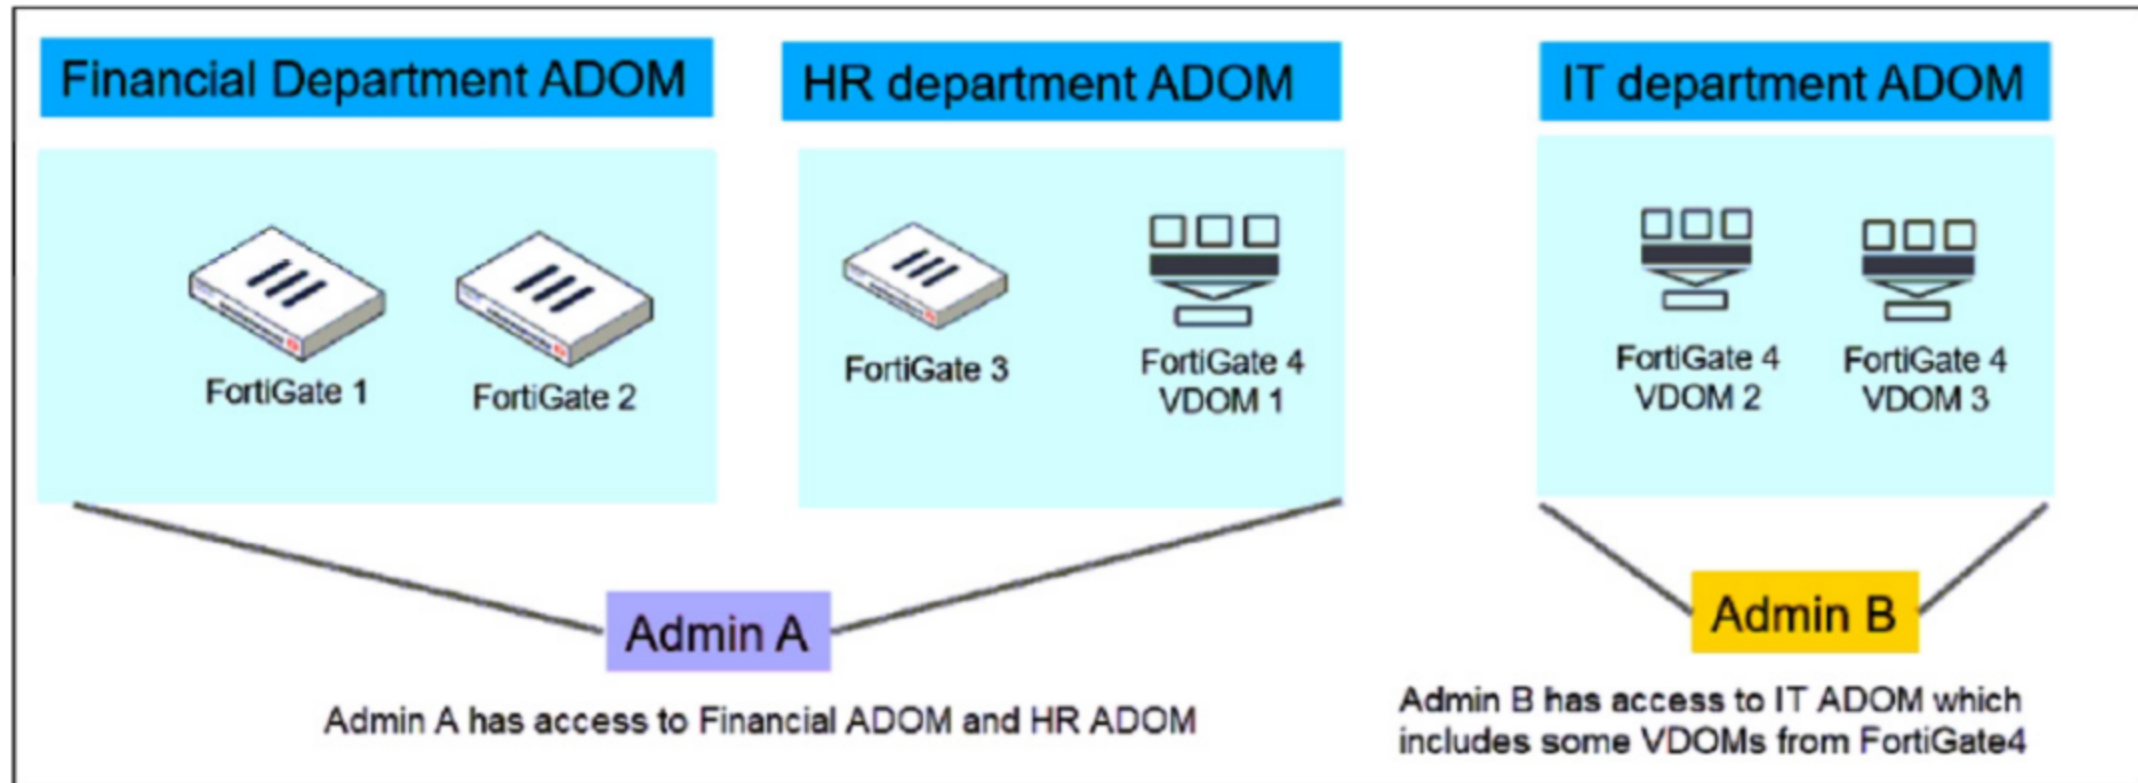 Financial Department ADOM
HR department ADOM
IT department ADOM
FortiGate 1
FortiGate 2
FortiGate 3
FortiGate 4
VDOM 1
FortiGate 4
VDOM 2
FortiGate 4
VDOM 3
Admin A
Admin A has access to Financial ADOM and HR ADOM
Admin B
Admin B has access to IT ADOM which
includes some VDOMs from FortiGate4